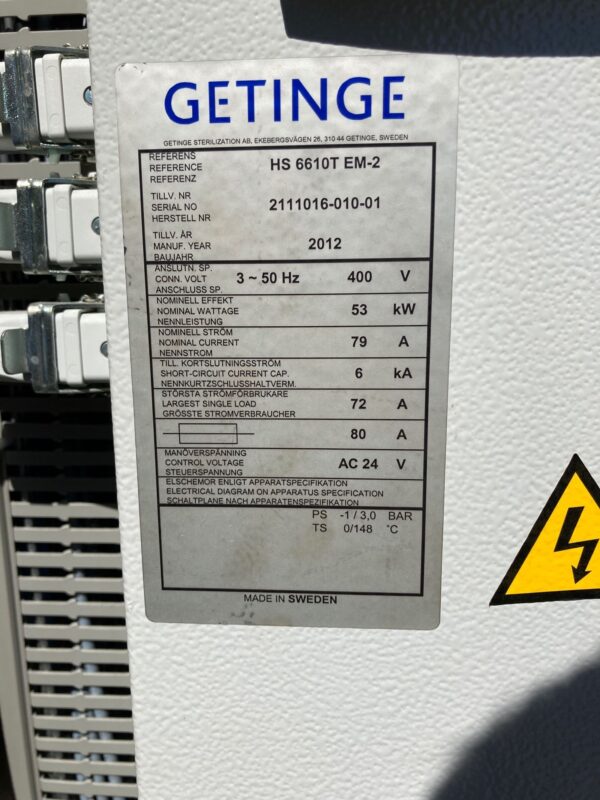 GETINGE
GETINGE STERILIZATION AB, EKEBERGSVÄGEN 26, 310 44 GETINGE, SWEDEN
REFERENS
REFERENCE HS 6610T EM-2
REFERENZ
TILLV. NR
SERIAL NO 2111016-010-01
HERSTELL NR
TILLV. ÅR
MANUF. YEAR 2012
BAUJAHR
ANSLUTN. SP.
CONN. VOLT 3 ~ 50 Hz 400 V
ANSCHLUSS SP.
NOMINELL EFFEKT
NOMINAL WATTAGE 53 kW
NENNLEISTUNG
NOMINELL STRÖM
NOMINAL CURRENT 79 A
NENNSTROM
TILL. KORTSLUTNINGSSTRÖM
SHORT-CIRCUIT CURRENT CAP. 6 kA
NENNKURTZSCHLUSSHALTVERM.
STÖRSTA STRÖMFÖRBRUKARE
LARGEST SINGLE LOAD 72 A
GRÖSSTE STROMVERBRAUCHER
80 A
MANÖVERSPÄNNING
CONTROL VOLTAGE AC 24 V
STEUERSPANNUNG
ELSCHEMOR ENLIGT APPARATSPECIFIKATION
ELECTRICAL DIAGRAM ON APPARATUS SPECIFICATION
SCHALTPLANE NACH APPARATENSPEZIFIKATION
PS -1 / 3,0 BAR
TS 0/148 °C
MADE IN SWEDEN